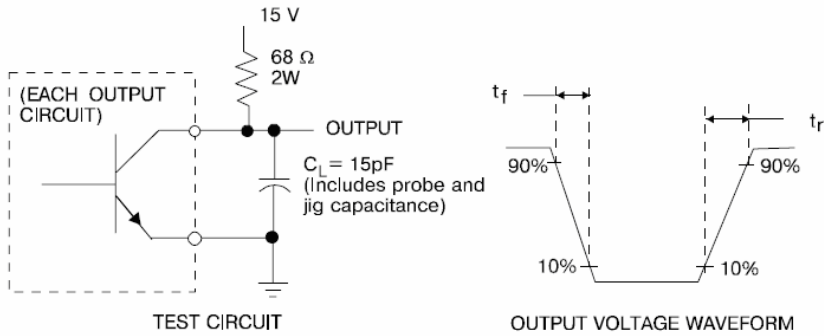 15 V
68 Ω
2W
(EACH OUTPUT
CIRCUIT)
OUTPUT
C_L = 15pF
(Includes probe and
jig capacitance)
TEST CIRCUIT
t_f
t_r
90%
90%
10%
10%
OUTPUT VOLTAGE WAVEFORM